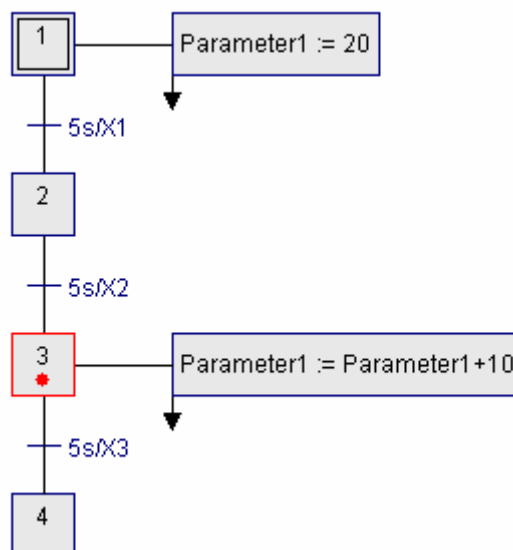 1
Parameter1 := 20
5s/X1
2
5s/X2
3
Parameter1 := Parameter1+10
5s/X3
4